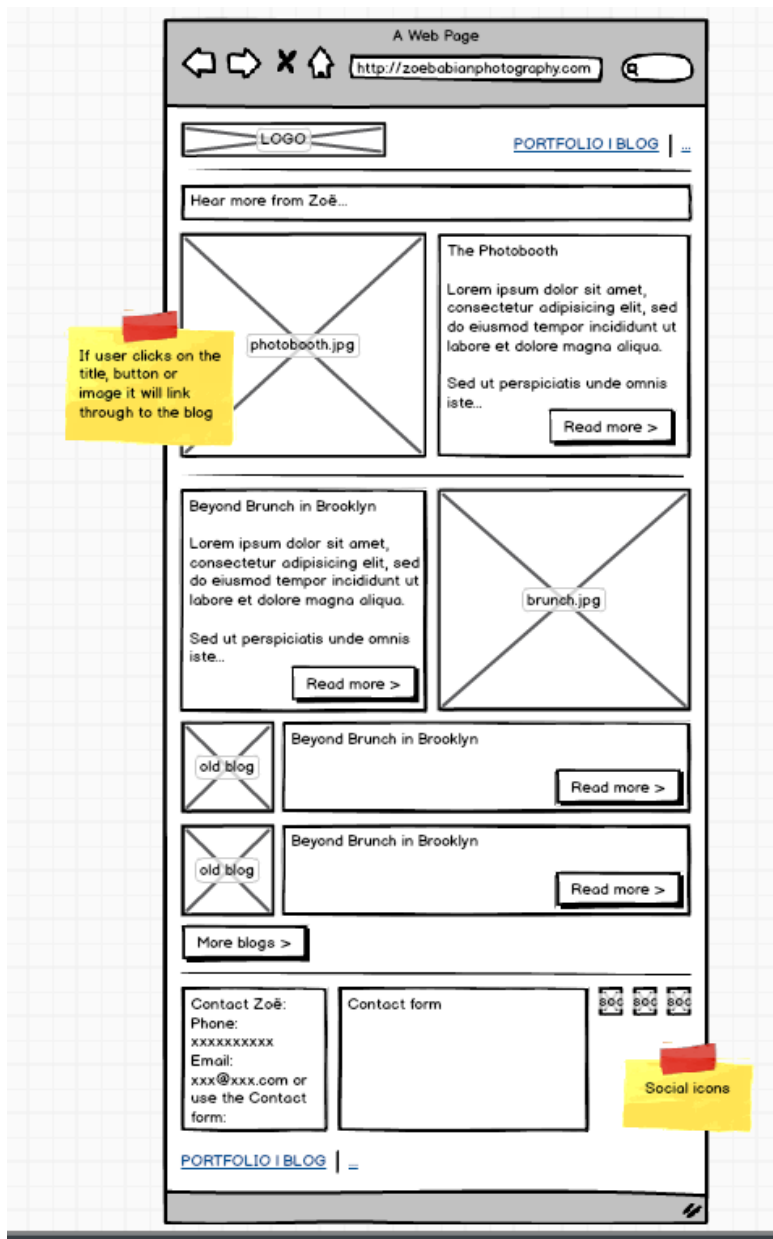 A Web Page
http://zoebabianphotography.com
LOGO
PORTFOLIO | BLOG | ...
Hear more from Zoë...
photobooth.jpg
The Photobooth
Lorem ipsum dolor sit amet,
consectetur adipisicing elit, sed
do eiusmod tempor incididunt ut
labore et dolore magna aliqua.
Sed ut perspiciatis unde omnis
iste...
Read more >
If user clicks on the
title, button or
image it will link
through to the blog
Beyond Brunch in Brooklyn
Lorem ipsum dolor sit amet,
consectetur adipisicing elit, sed
do eiusmod tempor incididunt ut
labore et dolore magna aliqua.
Sed ut perspiciatis unde omnis
iste...
Read more >
brunch.jpg
old blog
Beyond Brunch in Brooklyn
Read more >
old blog
Beyond Brunch in Brooklyn
Read more >
More blogs >
Contact Zoë:
Phone:
xxxxxxxxxx
Email:
xxx@xxx.com or
use the Contact
form:
Contact form
soc soc soc
Social icons
PORTFOLIO | BLOG | ...